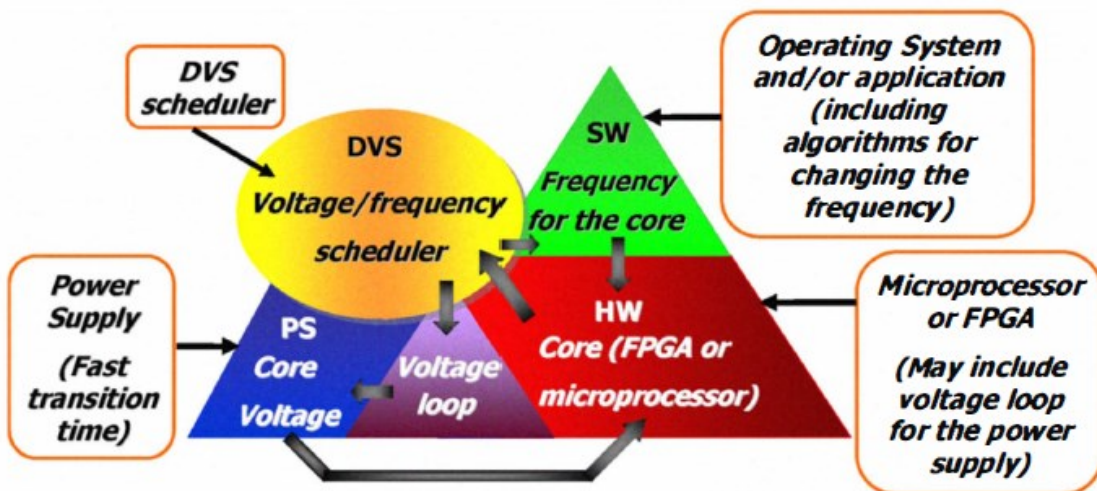 DVS
scheduler
Operating System
and/or application
(including
algorithms for
changing the
frequency)
DVS
Voltage/frequency
scheduler
SW
Frequency
for the core
Power
Supply
(Fast
transition
time)
PS
Core
Voltage
Voltage
loop
HW
Core (FPGA or
microprocessor)
Microprocessor
or FPGA
(May include
voltage loop
for the power
supply)